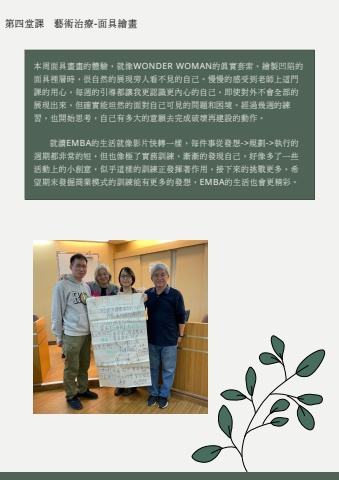 第四堂課　藝術治療-面具繪畫
本周面具畫畫的體驗，就像WONDER WOMAN的真實套索，繪製凹陷的
面具種層時，很自然的展現旁人看不見的自己。慢慢的感受到老師上這門
課的用心，每週的引導都讓我更認識更內心的自己，即使對外不會全部的
展現出來，但確實能坦然的面對自己可見的問題和困境，經過幾週的練
習，也開始思考，自己有多大的意願去完成破壞再建設的動作。
就讀EMBA的生活就像影片快轉一樣，每件事從發想->規劃->執行的
週期都非常的短，但也像極了實務訓練，漸漸的發現自己，好像多了一些
活動上的小創意，似乎這樣的訓練正發揮著作用，接下來的挑戰更多，希
望期末發掘商業模式的訓練能有更多的發想，EMBA的生活也會更精彩。